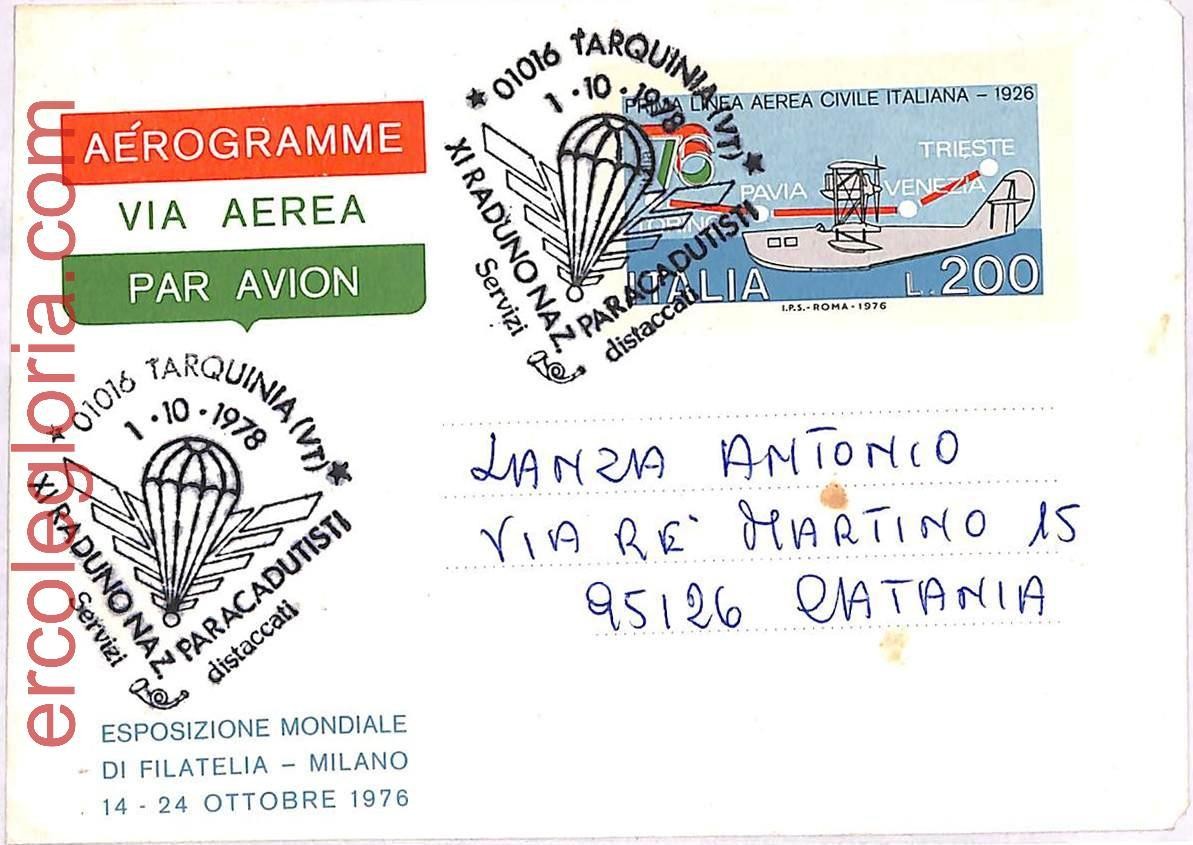 ercolegloria.com
AÉROGRAMME
VIA AEREA
PAR AVION
★ 01016 TARQUINIA (VT) ★
1·10·1978
XI RADUNO NAZ. PARACADUTISTI
Servizi distaccati
PRIMA LINEA AEREA CIVILE ITALIANA – 1926
76
TRIESTE
PAVIA VENEZIA
TORINO
ITALIA L. 200
I.P.S.-ROMA-1976
★ 01016 TARQUINIA (VT) ★
1·10·1978
XI RADUNO NAZ. PARACADUTISTI
Servizi distaccati
LANZA ANTONIO
VIA RE' MARTINO 15
95126 CATANIA
ESPOSIZIONE MONDIALE
DI FILATELIA – MILANO
14 - 24 OTTOBRE 1976